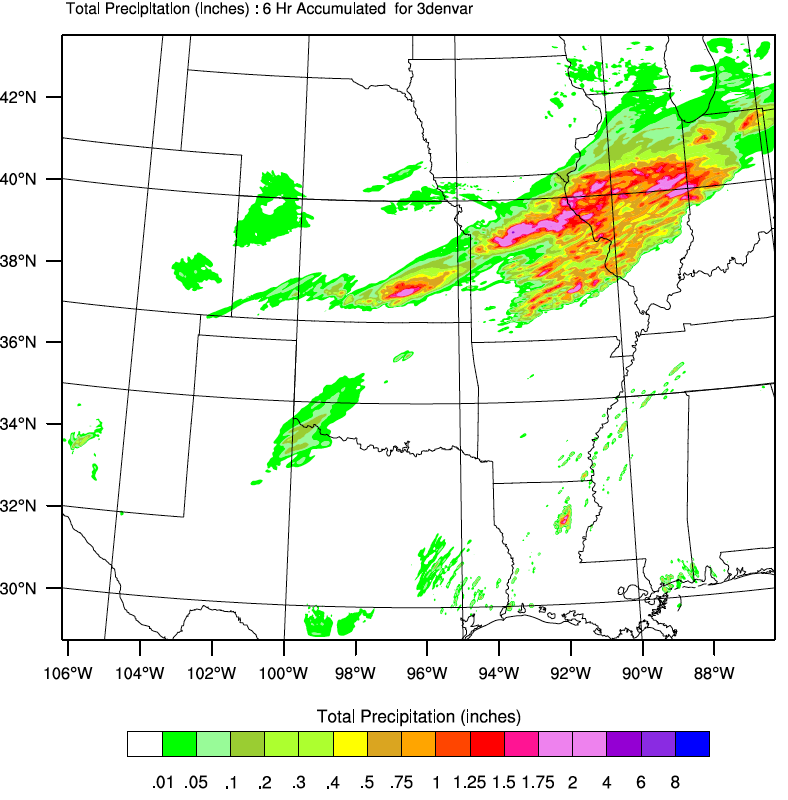 Total Precipitation (inches) : 6 Hr Accumulated for 3denvar
42°N
40°N
38°N
36°N
34°N
32°N
30°N
106°W 104°W 102°W 100°W 98°W 96°W 94°W 92°W 90°W 88°W
Total Precipitation (inches)
.01 .05 .1 .2 .3 .4 .5 .75 1 1.25 1.5 1.75 2 4 6 8